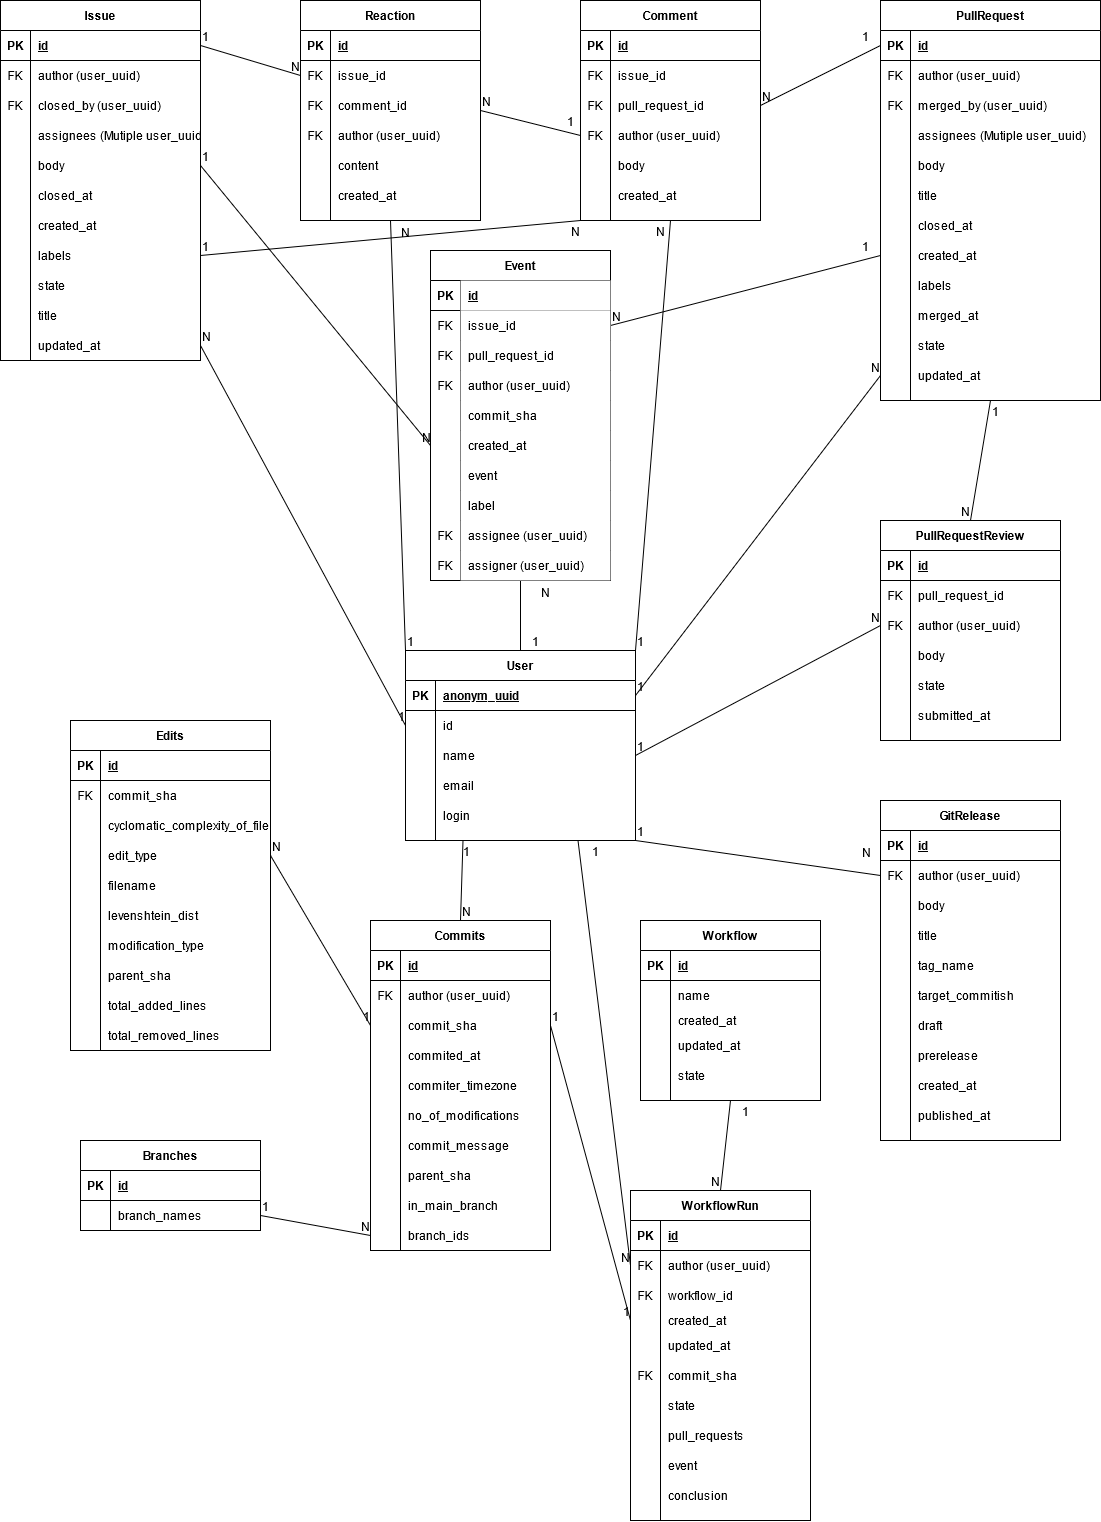 Issue
PK id
FK author (user_uuid)
FK closed_by (user_uuid)
assignees (Mutiple user_uuid
body
closed_at
created_at
labels
state
title
updated_at
Reaction
PK id
FK issue_id
FK comment_id
FK author (user_uuid)
content
created_at
Comment
PK id
FK issue_id
FK pull_request_id
FK author (user_uuid)
body
created_at
PullRequest
PK id
FK author (user_uuid)
FK merged_by (user_uuid)
assignees (Mutiple user_uuid)
body
title
closed_at
created_at
labels
merged_at
state
updated_at
1
N
N
1
1
N
1
N
1
N
N
1
N
N
1
N
N
1
N
Event
PK id
FK issue_id
FK pull_request_id
FK author (user_uuid)
commit_sha
created_at
event
label
FK assignee (user_uuid)
FK assigner (user_uuid)
N
1
1
1
1
1
1
N
PullRequestReview
PK id
FK pull_request_id
FK author (user_uuid)
body
state
submitted_at
User
PK anonym_uuid
id
name
email
login
1
1
1
N
N
Edits
PK id
FK commit_sha
cyclomatic_complexity_of_file
edit_type
filename
levenshtein_dist
modification_type
parent_sha
total_added_lines
total_removed_lines
N
1
GitRelease
PK id
FK author (user_uuid)
body
title
tag_name
target_commitish
draft
prerelease
created_at
published_at
Commits
PK id
FK author (user_uuid)
commit_sha
commited_at
commiter_timezone
no_of_modifications
commit_message
parent_sha
in_main_branch
branch_ids
1
Workflow
PK id
name
created_at
updated_at
state
1
N
Branches
PK id
branch_names
1
N
N
1
WorkflowRun
PK id
FK author (user_uuid)
FK workflow_id
created_at
updated_at
FK commit_sha
state
pull_requests
event
conclusion